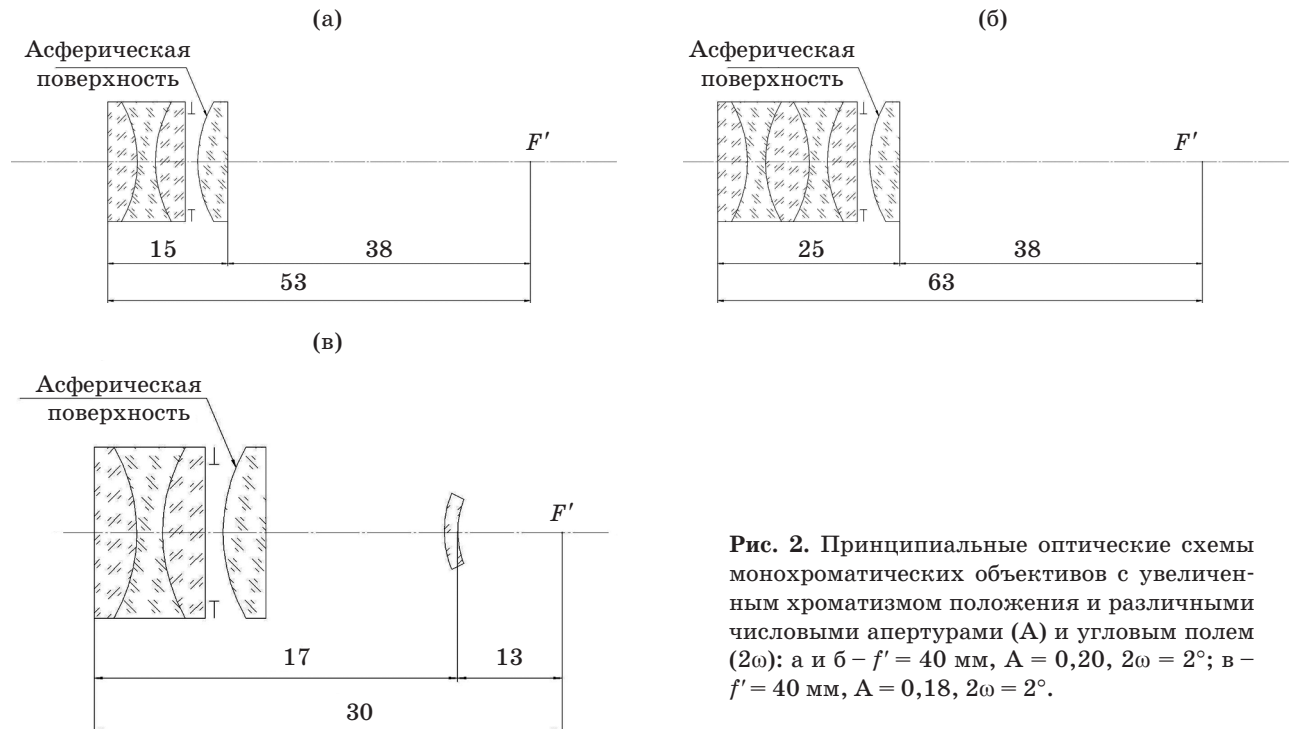 (а)
Асферическая
поверхность
F′
15
38
53
(б)
Асферическая
поверхность
F′
25
38
63
(в)
Асферическая
поверхность
F′
17
13
30
Рис. 2. Принципиальные оптические схемы
монохроматических объективов с увеличен-
ным хроматизмом положения и различными
числовыми апертурами (А) и угловым полем
(2ω): а и б – f′ = 40 мм, А = 0,20, 2ω = 2°; в –
f′ = 40 мм, А = 0,18, 2ω = 2°.